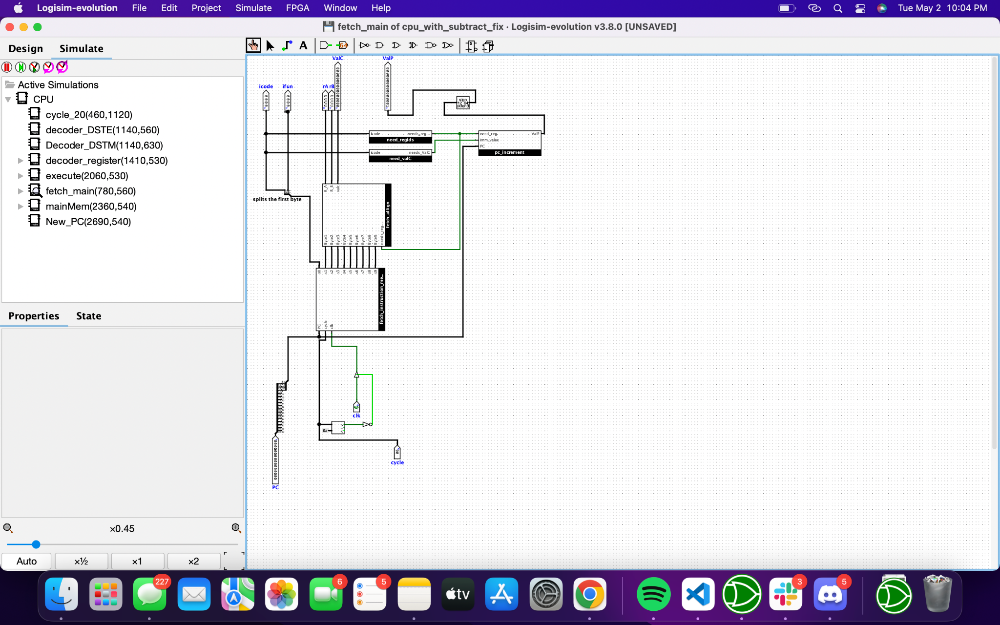 Logisim-evolution File Edit Project Simulate FPGA Window Help Tue May 2 10:04 PM
fetch_main of cpu_with_subtract_fix · Logisim-evolution v3.8.0 [UNSAVED]
Design Simulate
Active Simulations
CPU
cycle_20(460,1120)
decoder_DSTE(1140,560)
Decoder_DSTM(1140,630)
decoder_register(1410,530)
execute(2060,530)
fetch_main(780,560)
mainMem(2360,540)
New_PC(2690,540)
Properties State
×0.45
Auto ×½ ×1 ×2
ValC ValP
icode ifun rA rB
sign
12 64
extend
icode needs_reg...
need_regids
icode needs_ValC
need_valC
need_reg. ValP
imm_value
PC
pc_increment
splits the first byte
R_A R_B valc
fetch_allign
Byte1 Byte2 Byte3 Byte4 Byte5 Byte6 Byte7 Byte8 Byte9 needs_reg...
s0 s1 s2 s3 s4 s5 s6 s7 s8 s9
fetch_instruction_me...
PC cycle clk
clk
0a
cycle
PC
227 6 5 3 5
tv